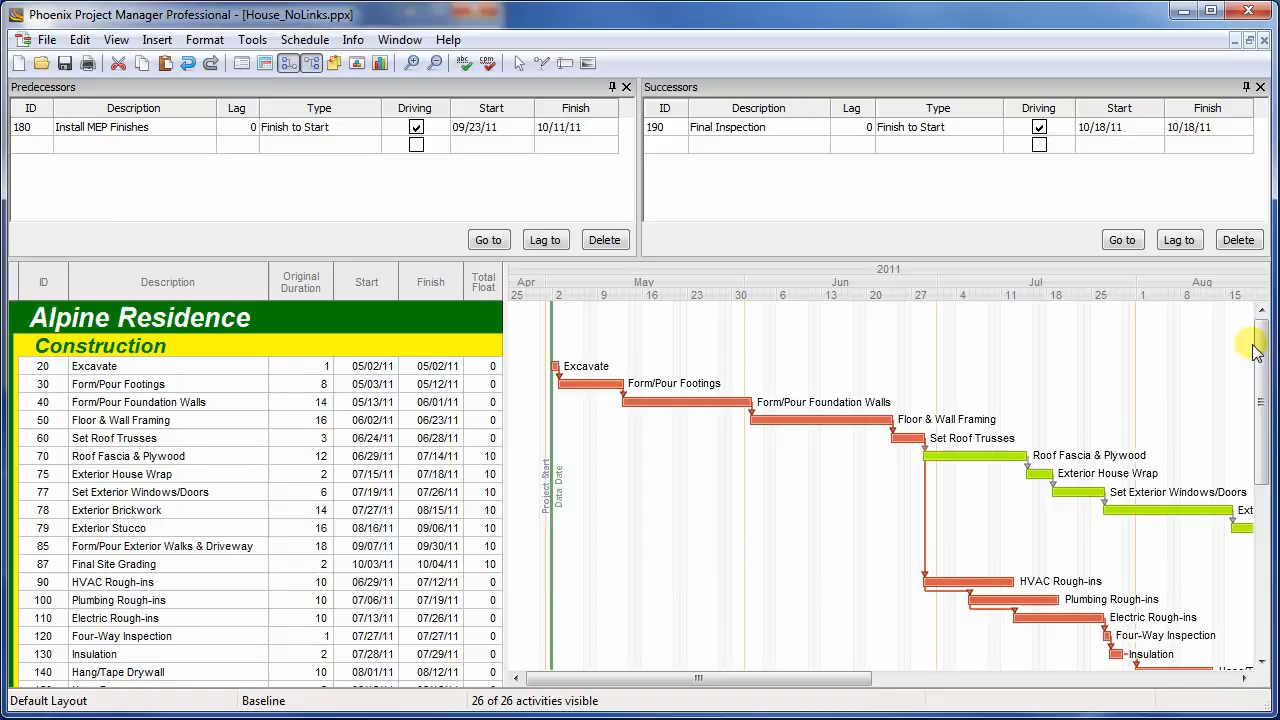 Phoenix Project Manager Professional - [House_NoLinks.ppx]
File Edit View Insert Format Tools Schedule Info Window Help
Predecessors
ID Description Lag Type Driving Start Finish
180 Install MEP Finishes 0 Finish to Start 09/23/11 10/11/11
Go to Lag to Delete
Successors
ID Description Lag Type Driving Start Finish
190 Final Inspection 0 Finish to Start 10/18/11 10/18/11
Go to Lag to Delete
ID Description Original Duration Start Finish Total Float
Alpine Residence
Construction
20 Excavate 1 05/02/11 05/02/11 0
30 Form/Pour Footings 8 05/03/11 05/12/11 0
40 Form/Pour Foundation Walls 14 05/13/11 06/01/11 0
50 Floor & Wall Framing 16 06/02/11 06/23/11 0
60 Set Roof Trusses 3 06/24/11 06/28/11 0
70 Roof Fascia & Plywood 12 06/29/11 07/14/11 10
75 Exterior House Wrap 2 07/15/11 07/18/11 10
77 Set Exterior Windows/Doors 6 07/19/11 07/26/11 10
78 Exterior Brickwork 14 07/27/11 08/15/11 10
79 Exterior Stucco 16 08/16/11 09/06/11 10
85 Form/Pour Exterior Walks & Driveway 18 09/07/11 09/30/11 10
87 Final Site Grading 2 10/03/11 10/04/11 10
90 HVAC Rough-ins 10 06/29/11 07/12/11 0
100 Plumbing Rough-ins 10 07/06/11 07/19/11 0
110 Electric Rough-ins 10 07/13/11 07/26/11 0
120 Four-Way Inspection 1 07/27/11 07/27/11 0
130 Insulation 2 07/28/11 07/29/11 0
140 Hang/Tape Drywall 10 08/01/11 08/12/11 0
2011
Apr May Jun Jul Aug
25 2 9 16 23 30 6 13 20 27 4 11 18 25 1 8 15
Project Start
Data Date
Excavate
Form/Pour Footings
Form/Pour Foundation Walls
Floor & Wall Framing
Set Roof Trusses
Roof Fascia & Plywood
Exterior House Wrap
Set Exterior Windows/Doors
Ext
HVAC Rough-ins
Plumbing Rough-ins
Electric Rough-ins
Four-Way Inspection
Insulation
Default Layout Baseline 26 of 26 activities visible